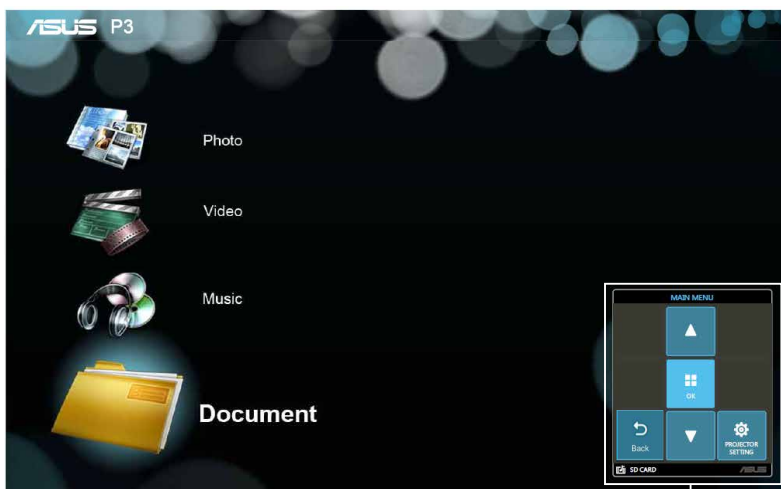 ASUS P3
Photo
Video
Music
Document
MAIN MENU
OK
Back
PROJECTOR
SETTING
SD CARD
ASUS